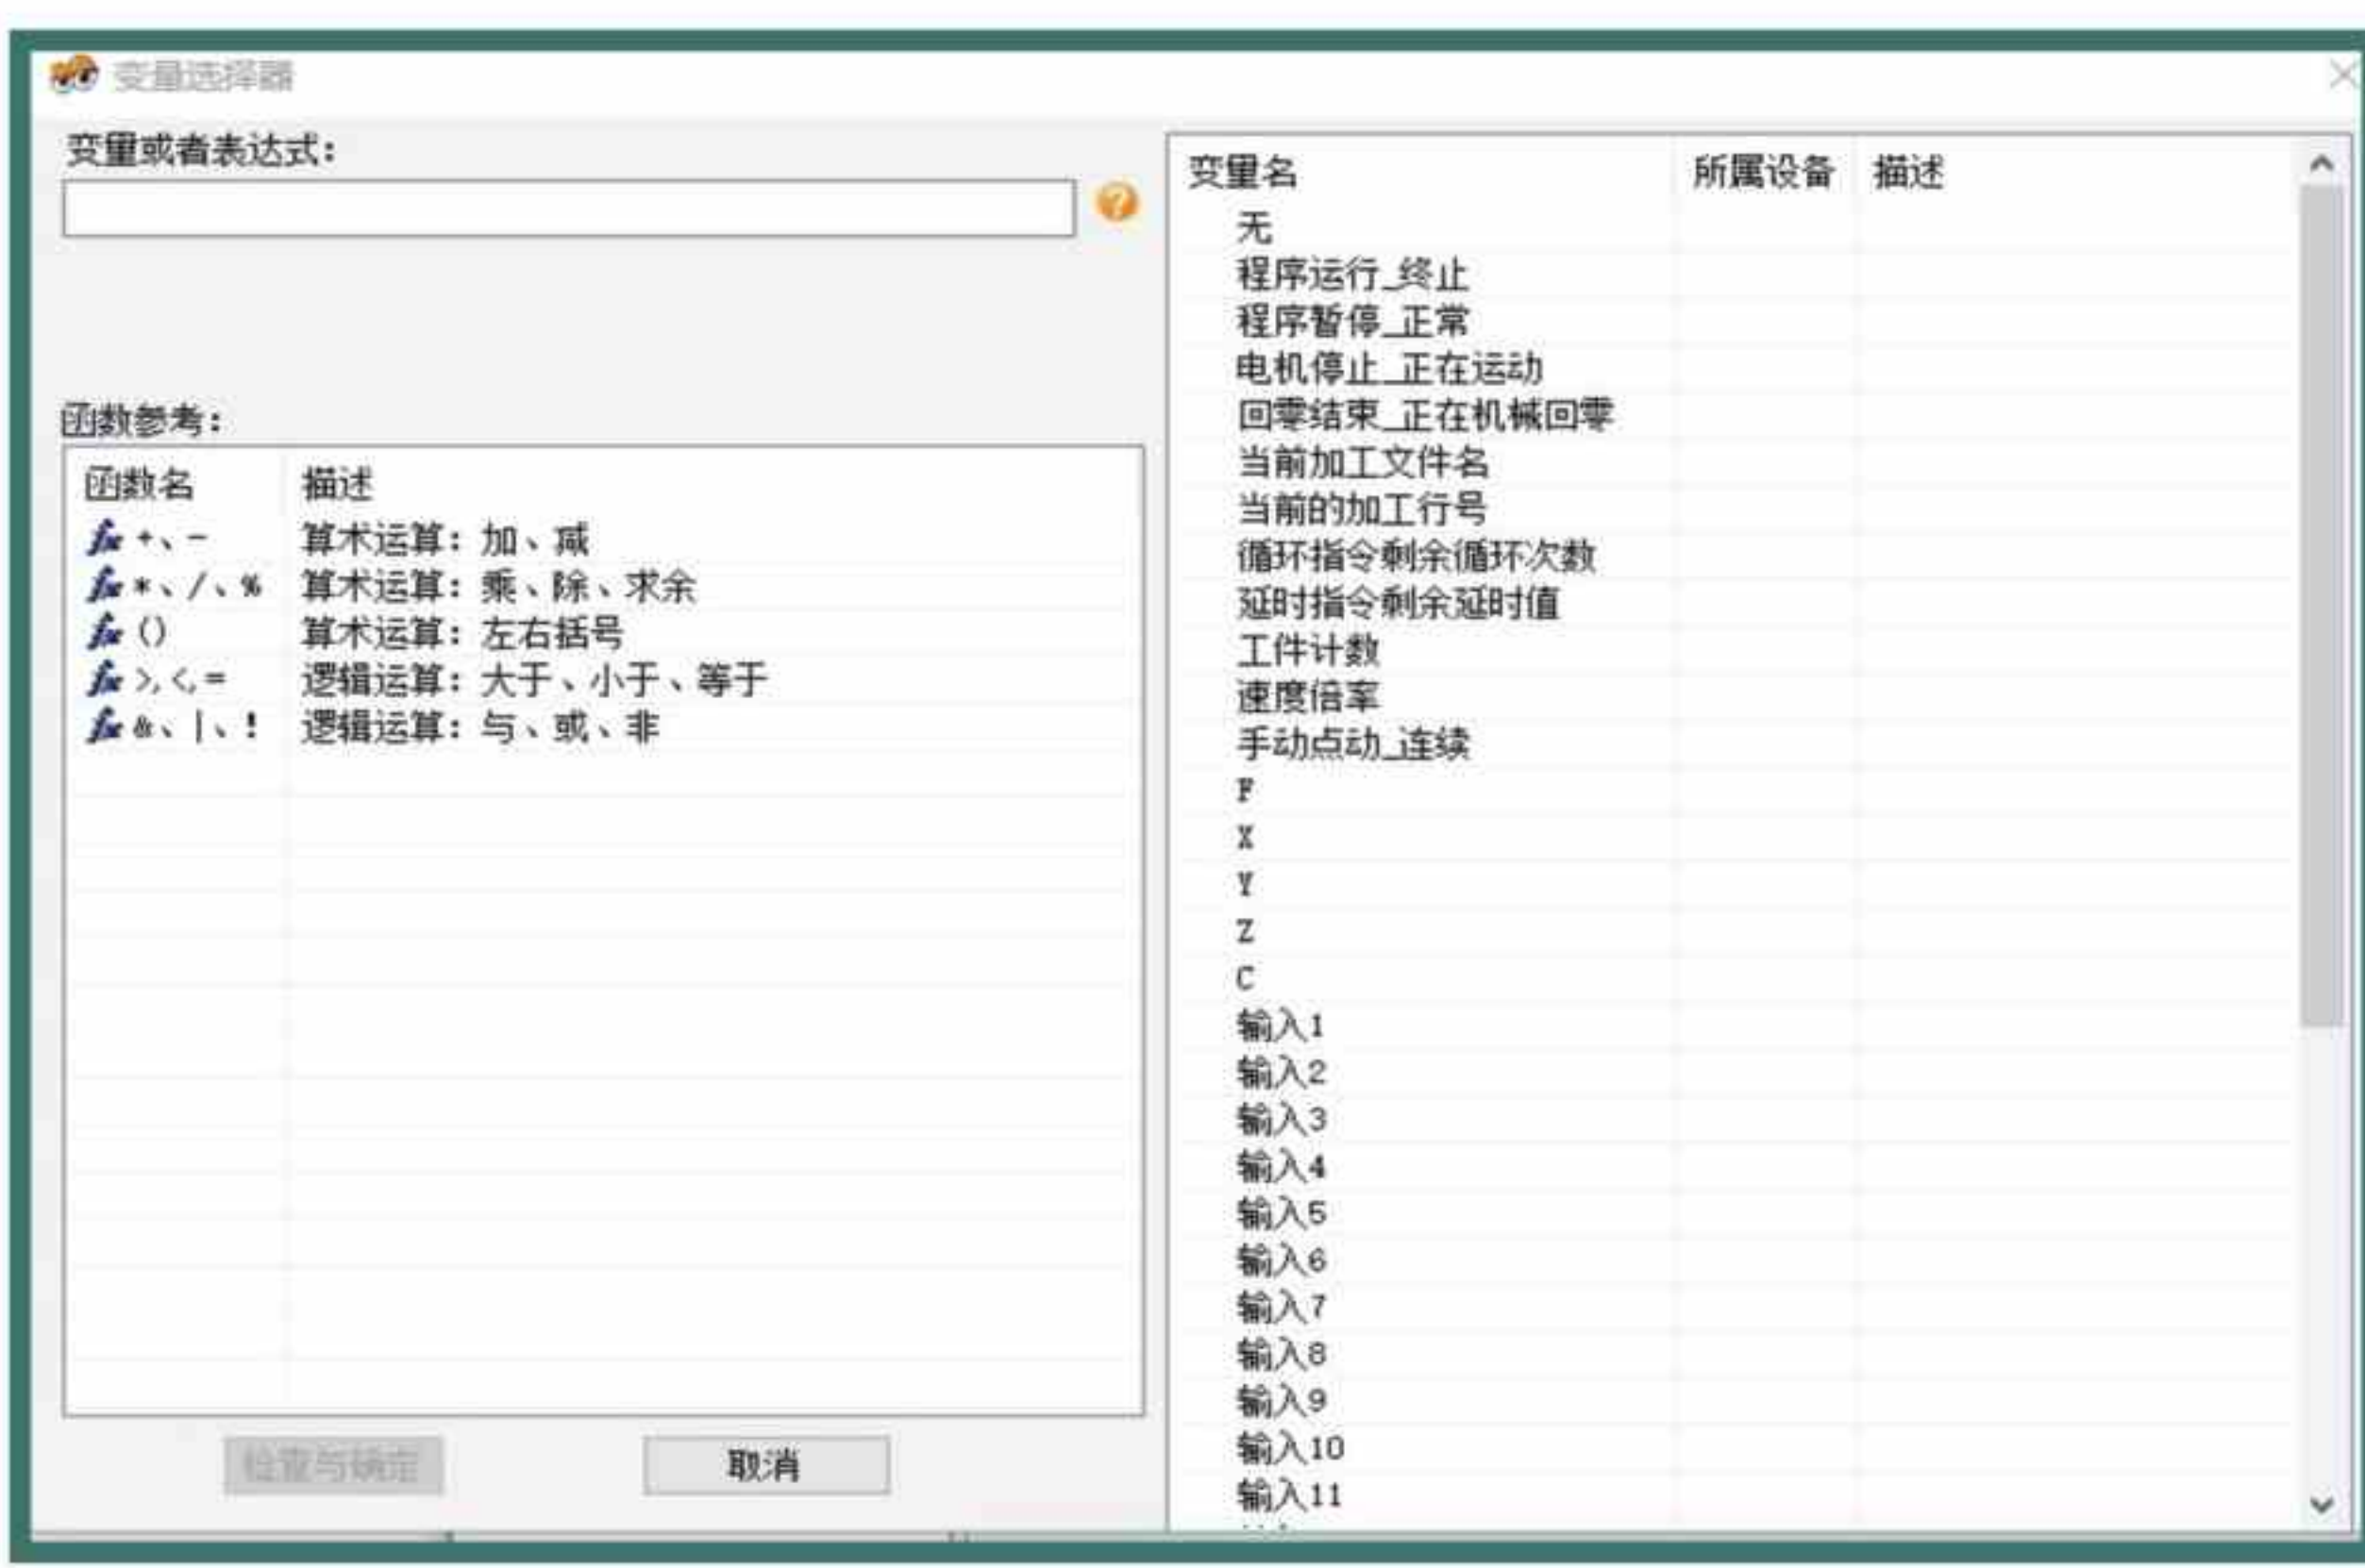 变量选择器
变量或者表达式：
函数参考：
函数名 描述
fx +、- 算术运算：加、减
fx *、/、% 算术运算：乘、除、求余
fx () 算术运算：左右括号
fx >,<,= 逻辑运算：大于、小于、等于
fx &、|、! 逻辑运算：与、或、非
检查与确定 取消
变量名 所属设备 描述
无
程序运行_终止
程序暂停_正常
电机停止_正在运动
回零结束_正在机械回零
当前加工文件名
当前的加工行号
循环指令剩余循环次数
延时指令剩余延时值
工件计数
速度倍率
手动点动_连续
F
X
Y
Z
C
输入1
输入2
输入3
输入4
输入5
输入6
输入7
输入8
输入9
输入10
输入11